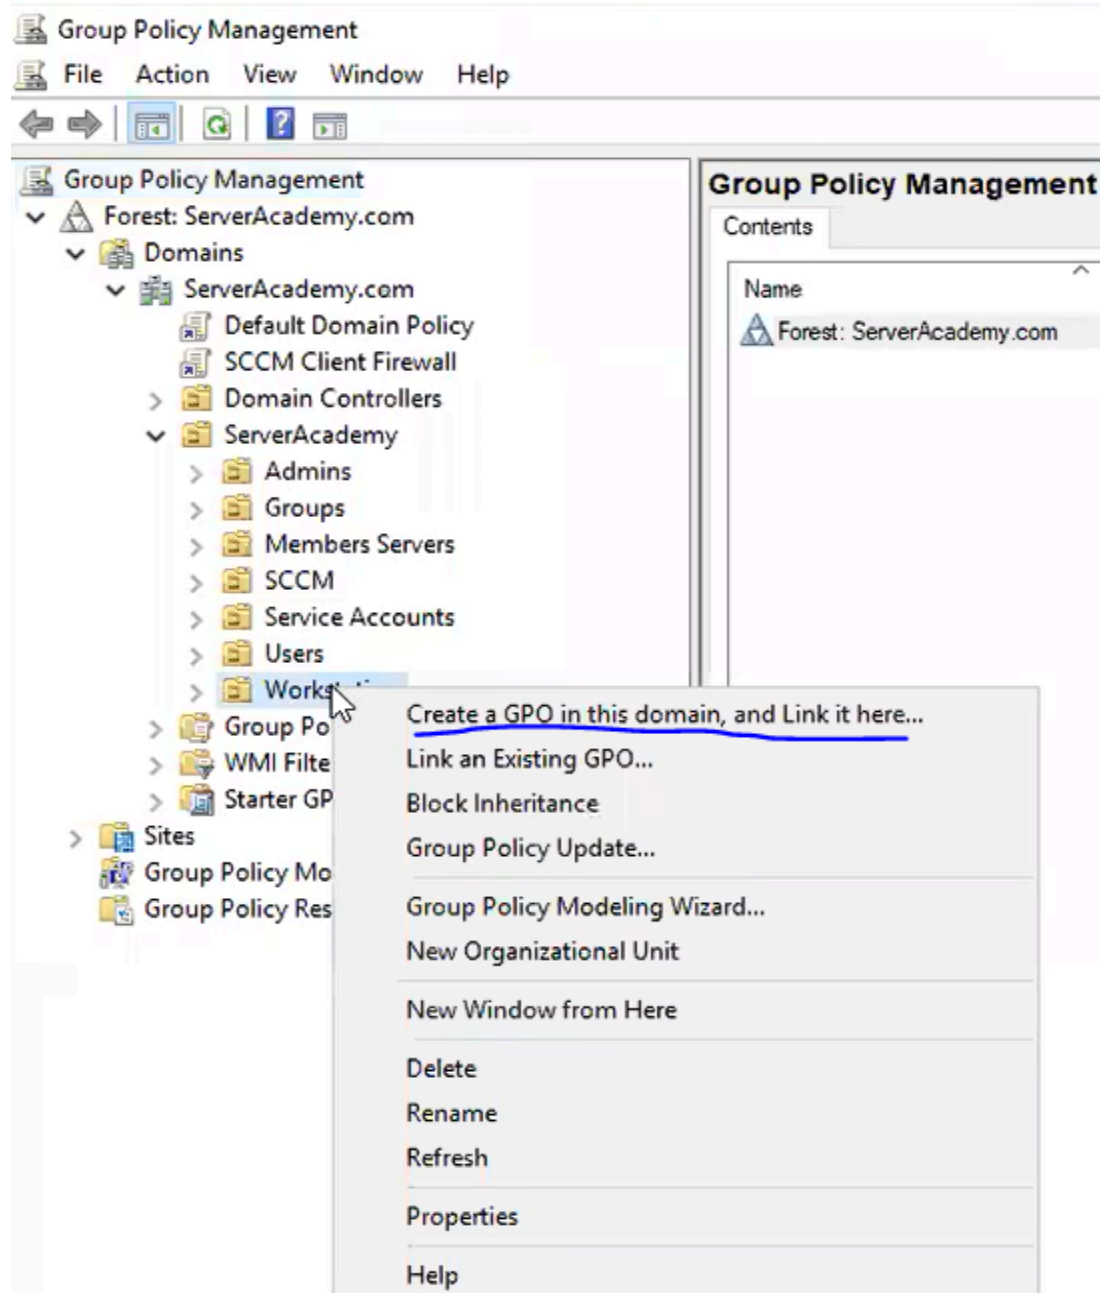 Group Policy Management
File Action View Window Help
Group Policy Management
Forest: ServerAcademy.com
Domains
ServerAcademy.com
Default Domain Policy
SCCM Client Firewall
Domain Controllers
ServerAcademy
Admins
Groups
Members Servers
SCCM
Service Accounts
Users
Group Po
WMI Filte
Starter GP
Sites
Group Policy Mo
Group Policy Res
Group Policy Management
Contents
Name
Forest: ServerAcademy.com
Create a GPO in this domain, and Link it here...
Link an Existing GPO...
Block Inheritance
Group Policy Update...
Group Policy Modeling Wizard...
New Organizational Unit
New Window from Here
Delete
Rename
Refresh
Properties
Help